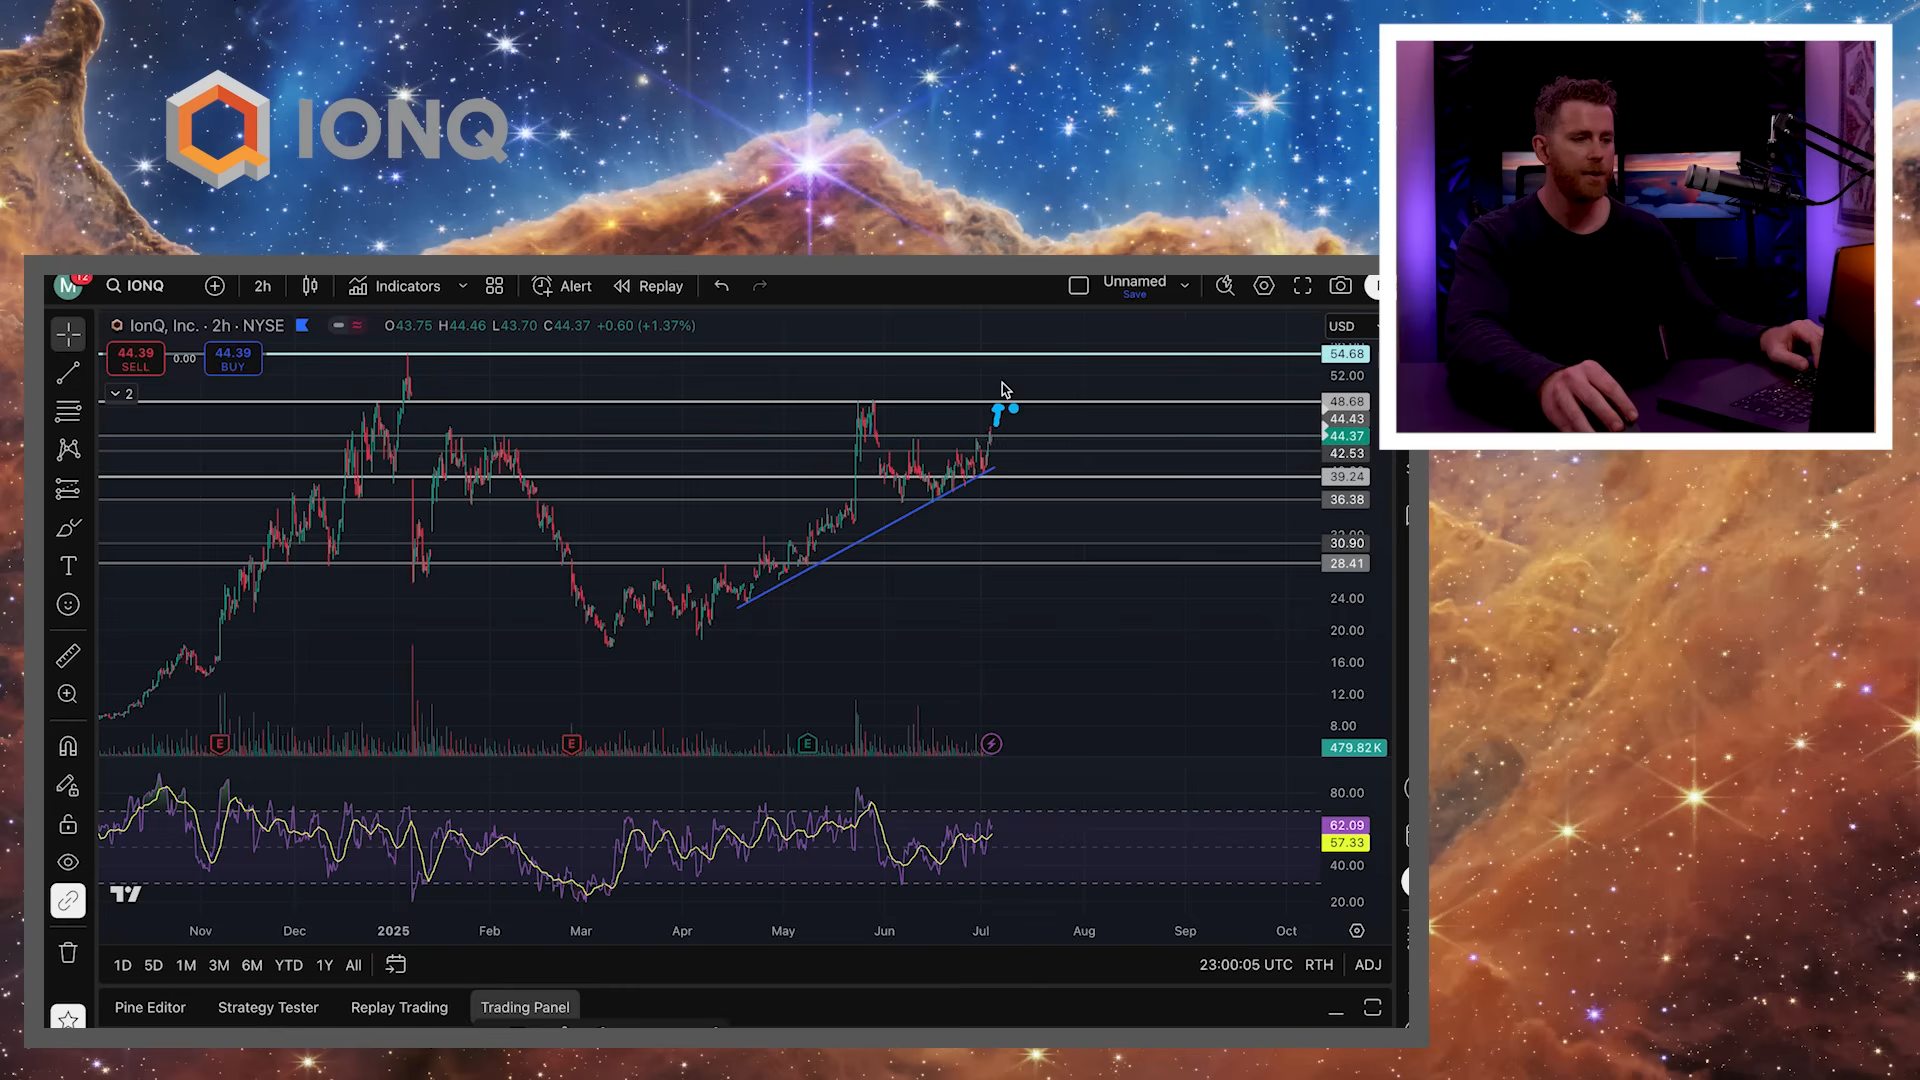 IONQ
M 12
IONQ
2h
Indicators
Alert
Replay
Unnamed
Save
IonQ, Inc. · 2h · NYSE
O43.75 H44.46 L43.70 C44.37 +0.60 (+1.37%)
USD
44.39
SELL
0.00
44.39
BUY
2
54.68
52.00
48.68
44.43
44.37
42.53
39.24
36.38
30.90
28.41
24.00
20.00
16.00
12.00
8.00
479.82K
E
E
E
80.00
62.09
57.33
40.00
20.00
Nov Dec 2025 Feb Mar Apr May Jun Jul Aug Sep Oct
1D 5D 1M 3M 6M YTD 1Y All
23:00:05 UTC RTH ADJ
Pine Editor Strategy Tester Replay Trading Trading Panel